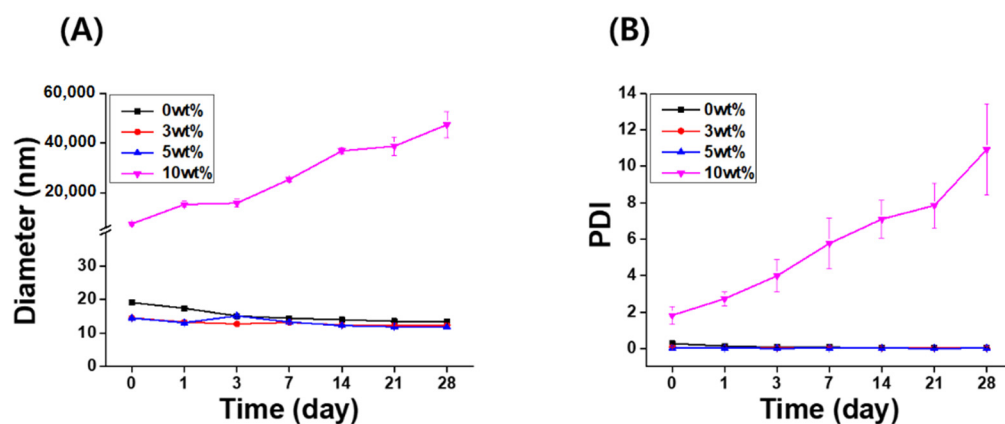 (A)
60,000
40,000
20,000
30
20
10
0
Diameter (nm)
0wt%
3wt%
5wt%
10wt%
0 1 3 7 14 21 28
Time (day)
(B)
14
12
10
8
6
4
2
0
PDI
0wt%
3wt%
5wt%
10wt%
0 1 3 7 14 21 28
Time (day)